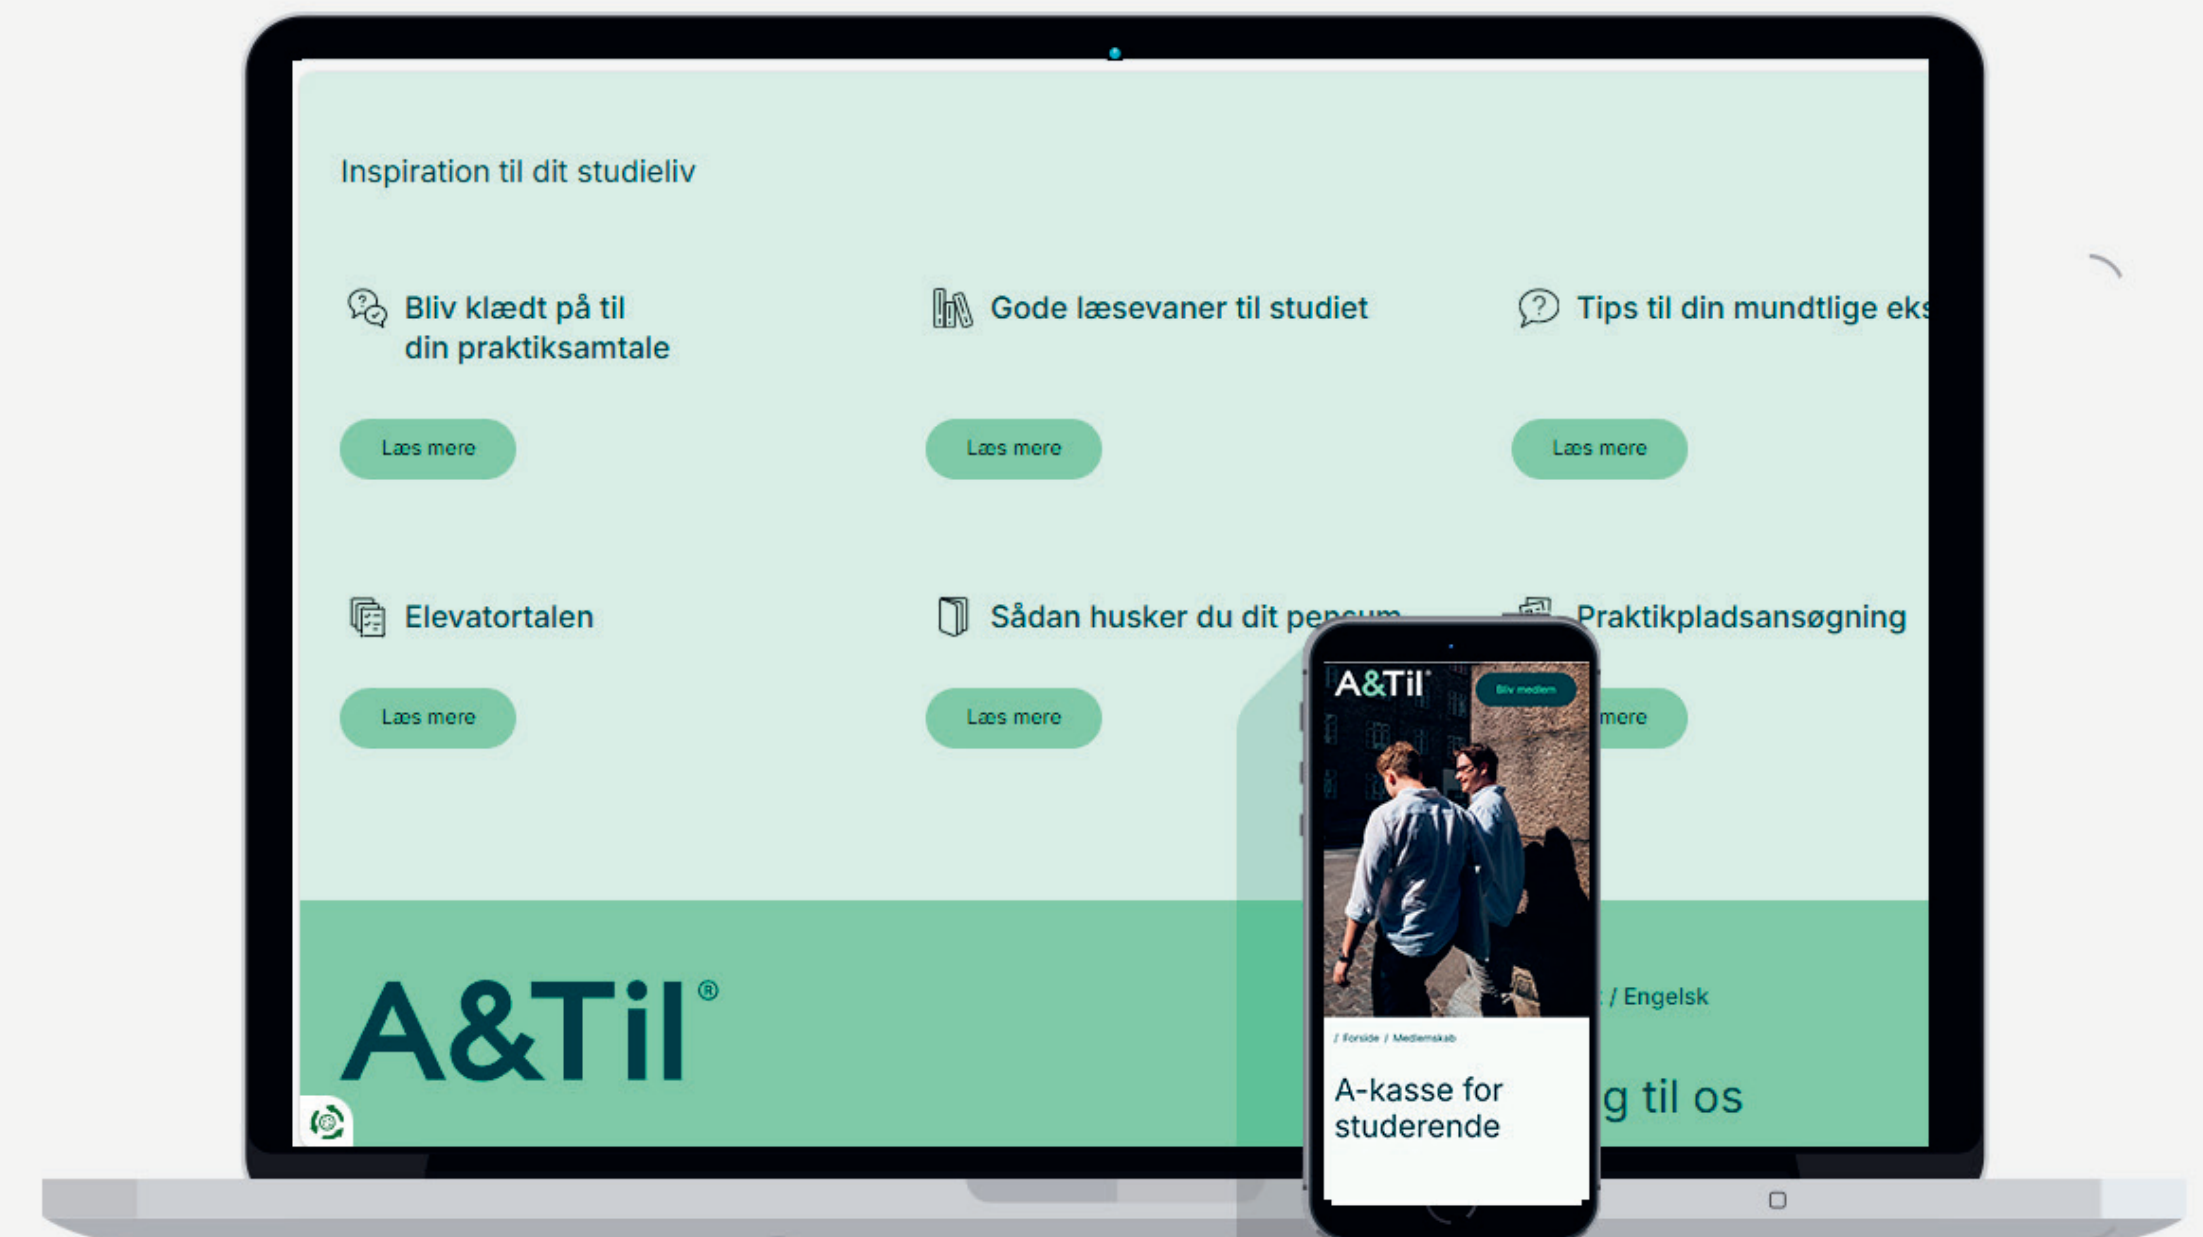 Inspiration til dit studieliv
Bliv klædt på til
din praktiksamtale
Gode læsevaner til studiet
Tips til din mundtlige
Læs mere
Læs mere
Læs mere
Elevatortalen
Sådan husker du dit pensum
Praktikpladsansøgning
Læs mere
Læs mere
mere
A&Til®
/ Engelsk
til os
A&Til
Bliv medlem
/ Forside / Medlemskab
A-kasse for
studerende